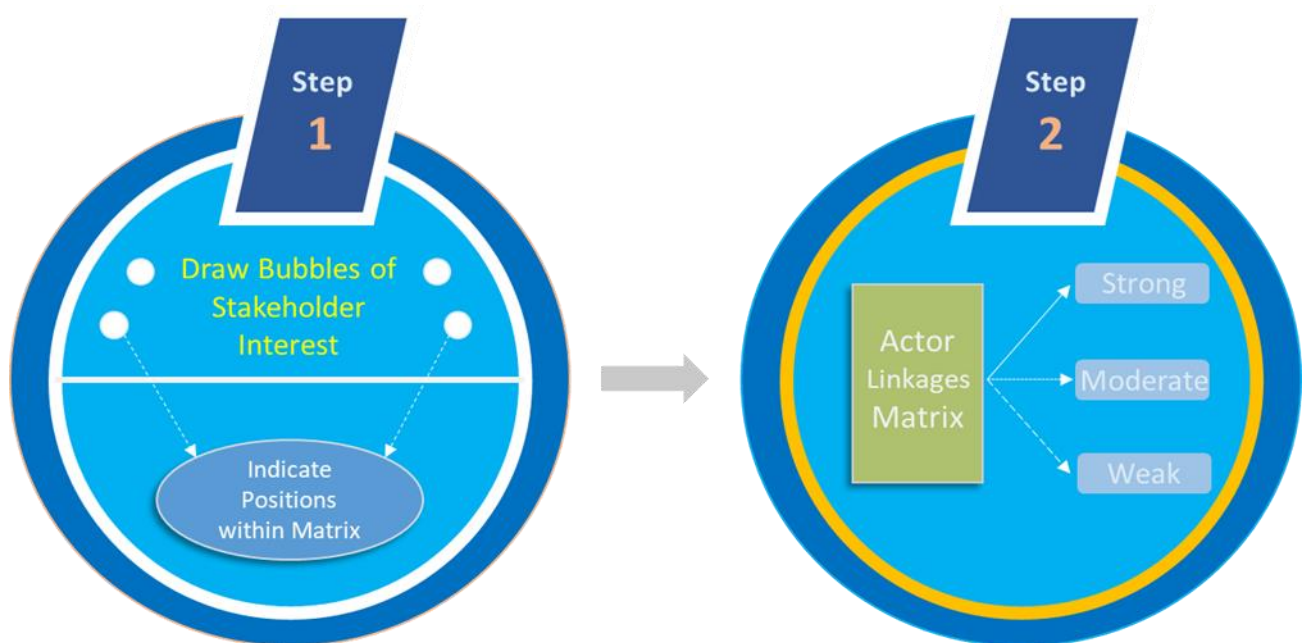 Step
1
Draw Bubbles of
Stakeholder
Interest
Indicate
Positions
within Matrix
Step
2
Actor
Linkages
Matrix
Strong
Moderate
Weak